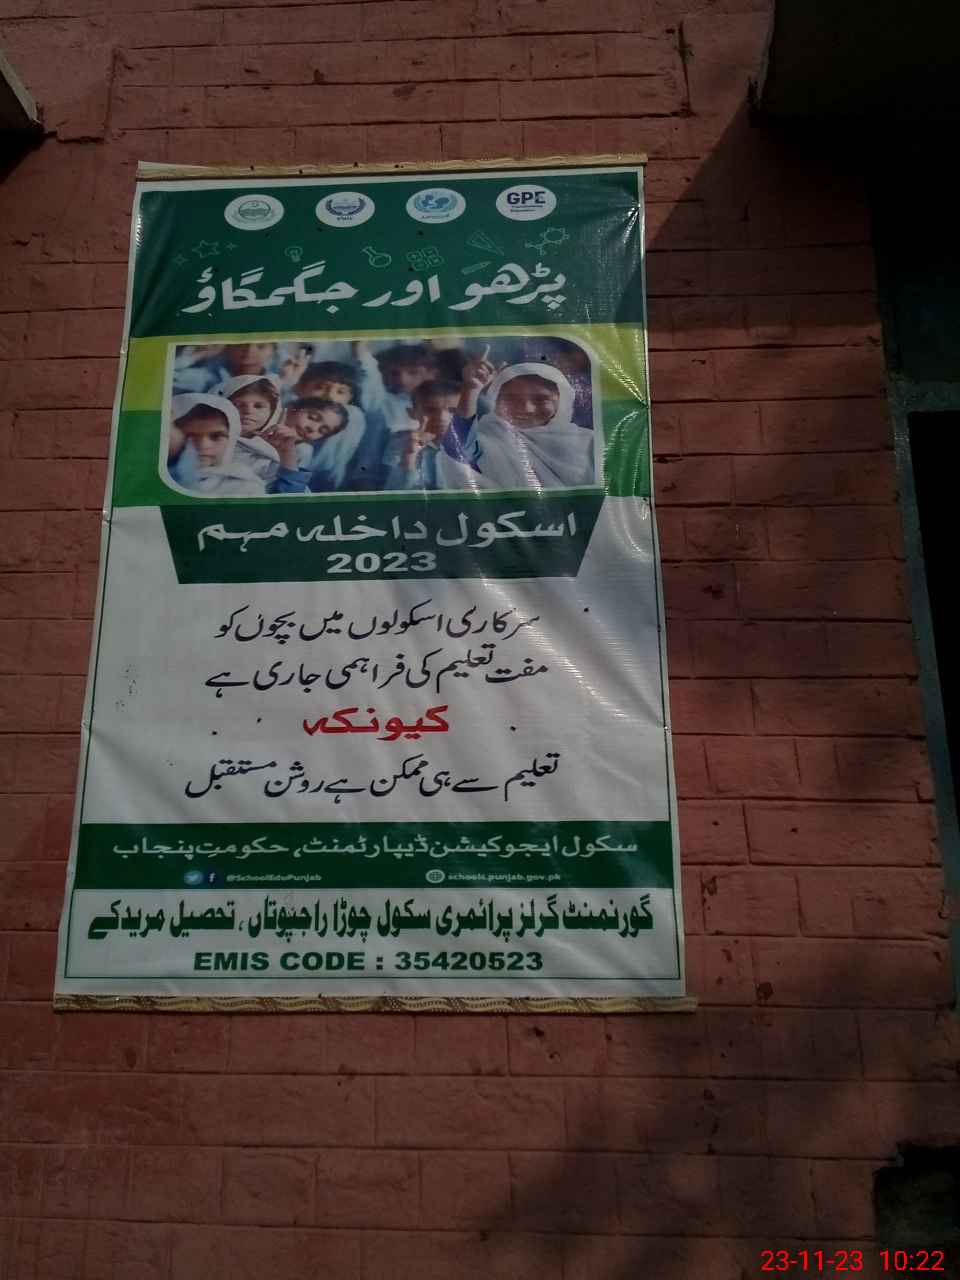 GPE
پڑھو اور جگمگاؤ
اسکول داخلہ مہم
2023
سرکاری اسکولوں میں بچوں کو
مفت تعلیم کی فراہمی جاری ہے
کیونکہ
تعلیم سے ہی ممکن ہے روشن مستقبل
سکول ایجوکیشن ڈیپارٹمنٹ، حکومتِ پنجاب
@SchoolEduPunjab schools.punjab.gov.pk
گورنمنٹ گرلز پرائمری سکول چوڑا راجپوتاں، تحصیل مریدکے
EMIS CODE : 35420523
23-11-23 10:22